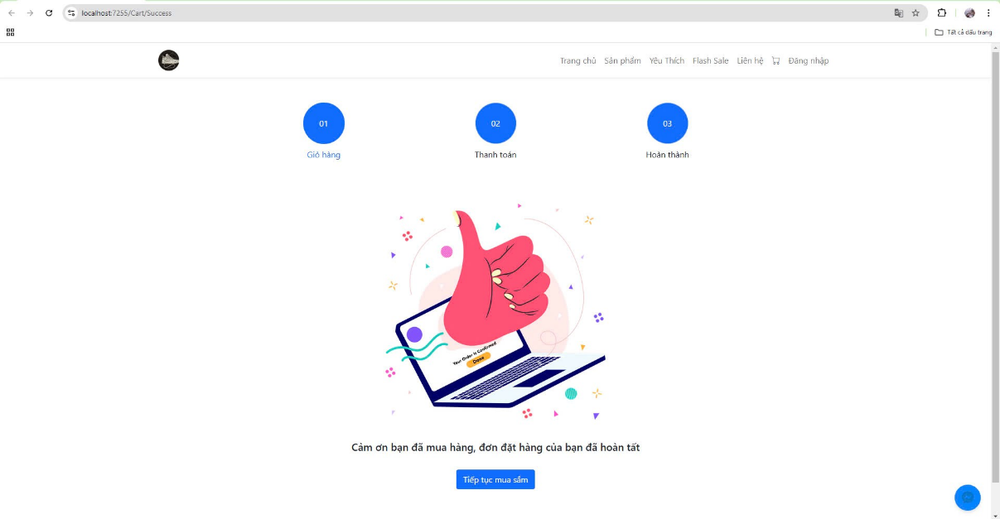 localhost:7255/Cart/Success
Tất cả dấu trang
Trang chủ Sản phẩm Yêu Thích Flash Sale Liên hệ Đăng nhập
01 02 03
Giỏ hàng Thanh toán Hoàn thành
Your Order is Confirmed
Done
Cảm ơn bạn đã mua hàng, đơn đặt hàng của bạn đã hoàn tất
Tiếp tục mua sắm